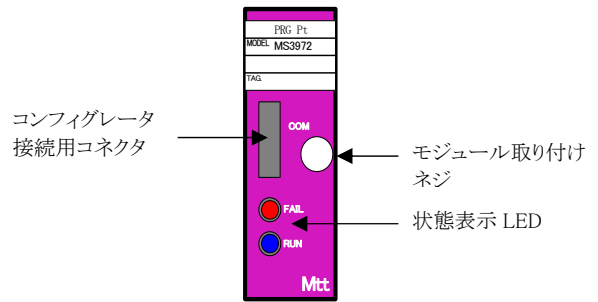 PRG Pt
MODEL MS3972
TAG.
コンフィグレータ
接続用コネクタ
COM
モジュール取り付け
ネジ
FAIL
状態表示 LED
RUN
Mtt